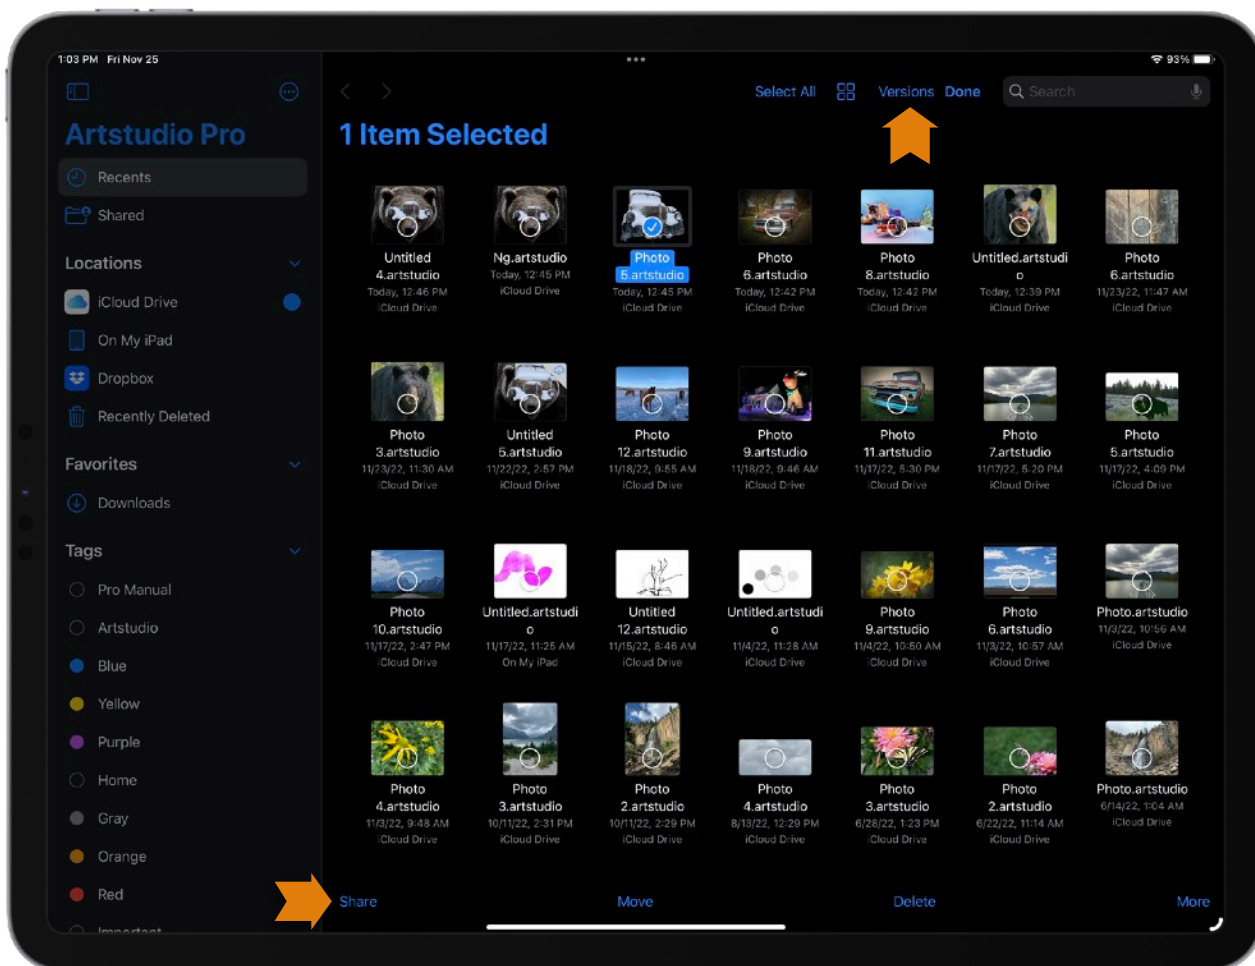 1:03 PM Fri Nov 25
93%
Select All
Versions
Done
Search
Artstudio Pro
1 Item Selected
Recents
Shared
Locations
iCloud Drive
On My iPad
Dropbox
Recently Deleted
Favorites
Downloads
Tags
Pro Manual
Artstudio
Blue
Yellow
Purple
Home
Gray
Orange
Red
Important
Untitled
4.artstudio
Today, 12:46 PM
iCloud Drive
Ng.artstudio
Today, 12:45 PM
iCloud Drive
Photo
5.artstudio
Today, 12:45 PM
iCloud Drive
Photo
6.artstudio
Today, 12:42 PM
iCloud Drive
Photo
8.artstudio
Today, 12:42 PM
iCloud Drive
Untitled.artstudi
o
Today, 12:39 PM
iCloud Drive
Photo
6.artstudio
11/23/22, 11:47 AM
iCloud Drive
Photo
3.artstudio
11/23/22, 11:30 AM
iCloud Drive
Untitled
5.artstudio
11/22/22, 2:57 PM
iCloud Drive
Photo
12.artstudio
11/18/22, 9:55 AM
iCloud Drive
Photo
9.artstudio
11/18/22, 9:46 AM
iCloud Drive
Photo
11.artstudio
11/17/22, 5:30 PM
iCloud Drive
Photo
7.artstudio
11/17/22, 5:20 PM
iCloud Drive
Photo
5.artstudio
11/17/22, 4:09 PM
iCloud Drive
Photo
10.artstudio
11/17/22, 2:47 PM
iCloud Drive
Untitled.artstudi
o
11/17/22, 11:25 AM
On My iPad
Untitled
12.artstudio
11/15/22, 8:46 AM
iCloud Drive
Untitled.artstudi
o
11/4/22, 11:28 AM
iCloud Drive
Photo
9.artstudio
11/4/22, 10:50 AM
iCloud Drive
Photo
6.artstudio
11/3/22, 10:57 AM
iCloud Drive
Photo.artstudio
11/3/22, 10:56 AM
iCloud Drive
Photo
4.artstudio
11/3/22, 9:48 AM
iCloud Drive
Photo
3.artstudio
10/11/22, 2:31 PM
iCloud Drive
Photo
2.artstudio
10/11/22, 2:29 PM
iCloud Drive
Photo
4.artstudio
8/13/22, 12:29 PM
iCloud Drive
Photo
3.artstudio
6/28/22, 1:23 PM
iCloud Drive
Photo
2.artstudio
6/22/22, 11:14 AM
iCloud Drive
Photo.artstudio
6/14/22, 1:04 AM
iCloud Drive
Share
Move
Delete
More